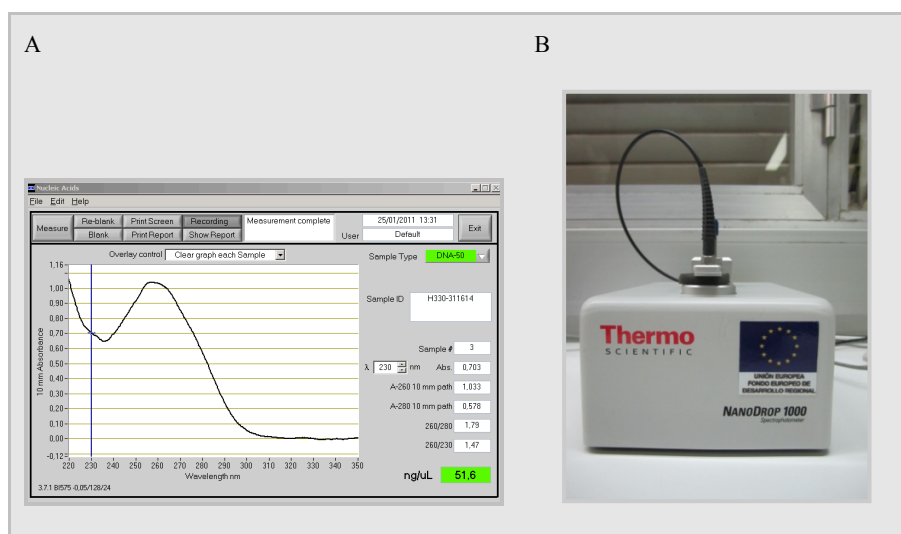 A
B
Nucleic Acids
File Edit Help
Measure
Re-blank
Print Screen
Recording
Measurement complete
25/01/2011 13:31
Exit
Blank
Print Report
Show Report
User
Default
Overlay control
Clear graph each Sample
Sample Type
DNA-50
1,16
1,00
0,90
0,80
0,70
0,60
0,50
0,40
0,30
0,20
0,10
0,00
-0,12
10 mm Absorbance
220 230 240 250 260 270 280 290 300 310 320 330 340 350
Wavelength nm
Sample ID
H330-311614
Sample #
3
λ 230 nm Abs. 0,703
A-260 10 mm path 1,033
A-280 10 mm path 0,578
260/280 1,79
260/230 1,47
ng/uL 51,6
3.7.1 BI575 -0,05/128/24
Thermo
SCIENTIFIC
UNIÓN EUROPEA
FONDO EUROPEO DE
DESARROLLO REGIONAL
NANODROP 1000
Spectrophotometer